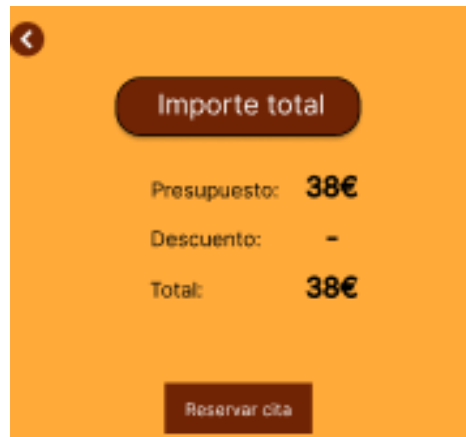 Importe total
Presupuesto: 38€
Descuento: -
Total: 38€
Reservar cita